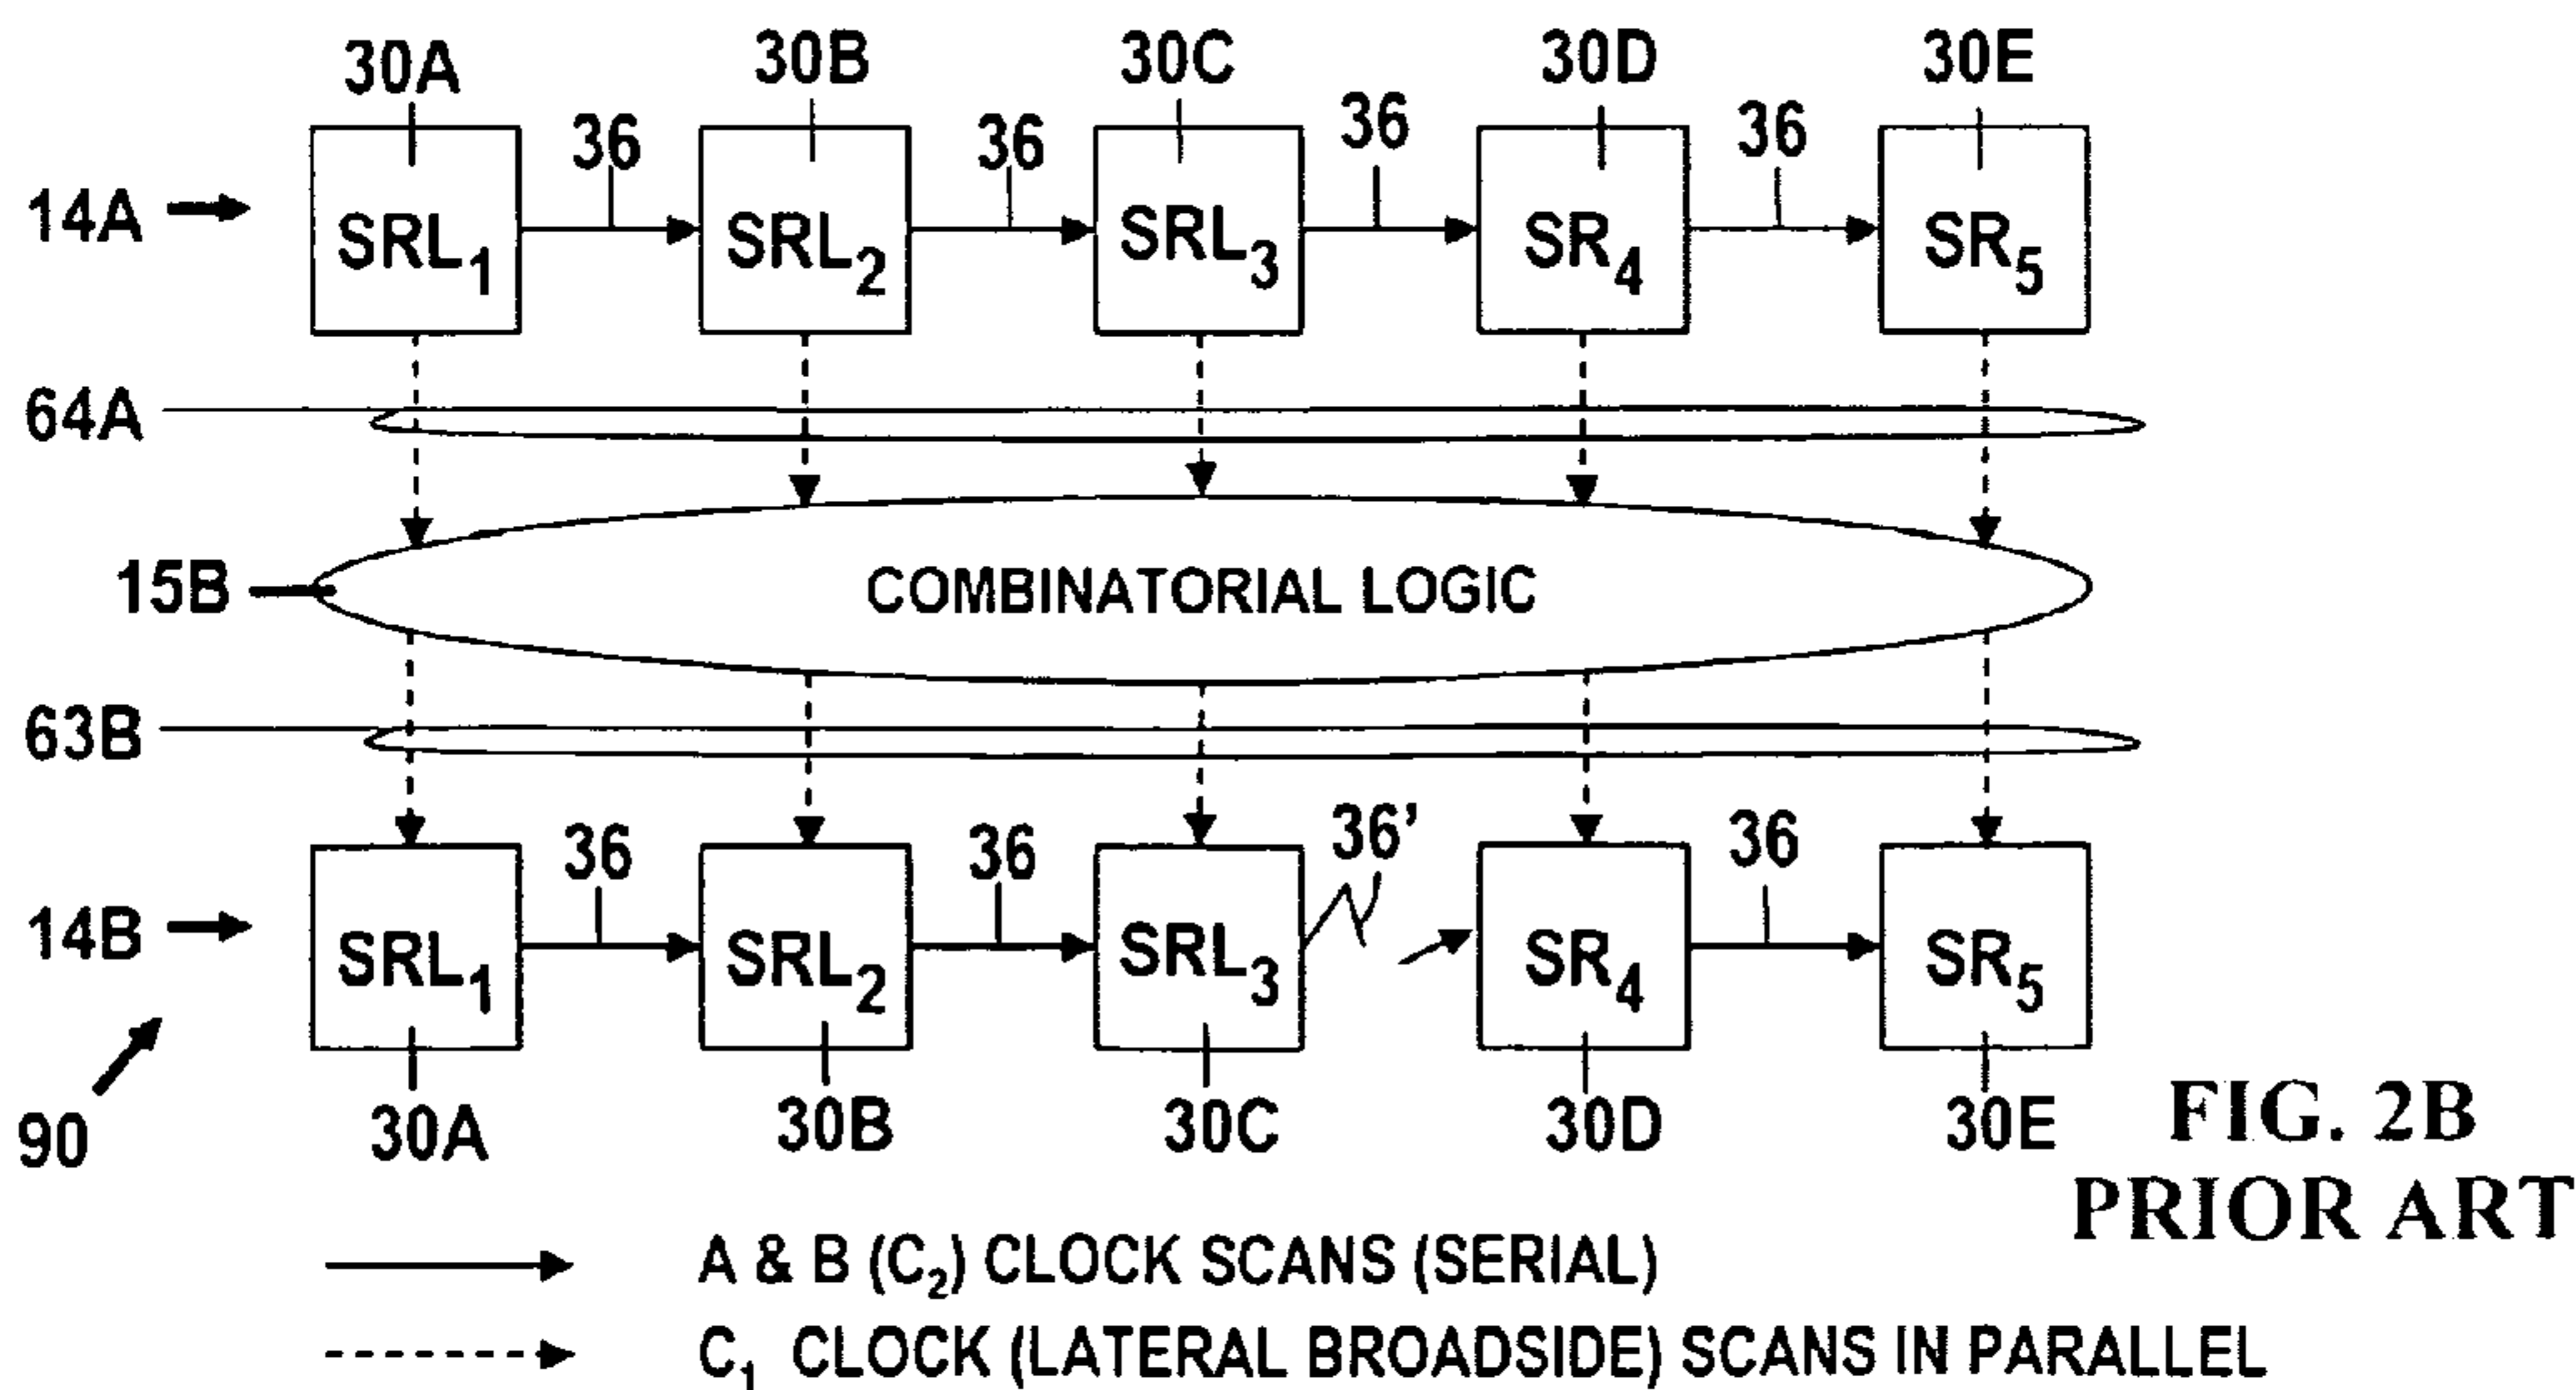 30A 30B 30C 30D 30E
36 36 36 36
14A SRL1 SRL2 SRL3 SR4 SR5
64A
15B COMBINATORIAL LOGIC
63B
36 36 36' 36
14B SRL1 SRL2 SRL3 SR4 SR5
90 30A 30B 30C 30D 30E
FIG. 2B
PRIOR ART
A & B (C2) CLOCK SCANS (SERIAL)
C1 CLOCK (LATERAL BROADSIDE) SCANS IN PARALLEL